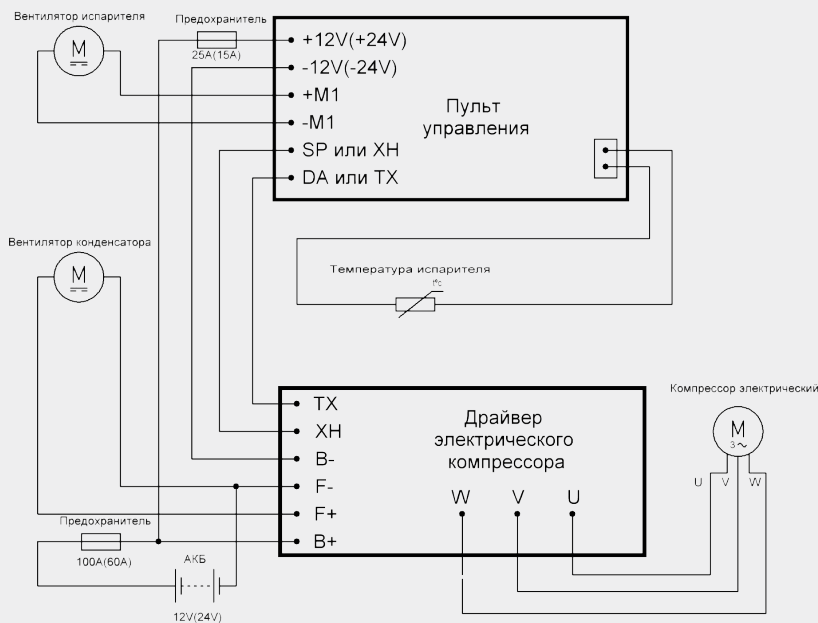 Вентилятор испарителя
M
Предохранитель
25A(15A)
+12V(+24V)
-12V(-24V)
+M1
-M1
SP или XH
DA или TX
Пульт
управления
Вентилятор конденсатора
M
Температура испарителя
t°c
TX
XH
B-
F-
F+
B+
Драйвер
электрического
компрессора
W V U
Компрессор электрический
M
3~
U V W
Предохранитель
100A(60A)
АКБ
12V(24V)